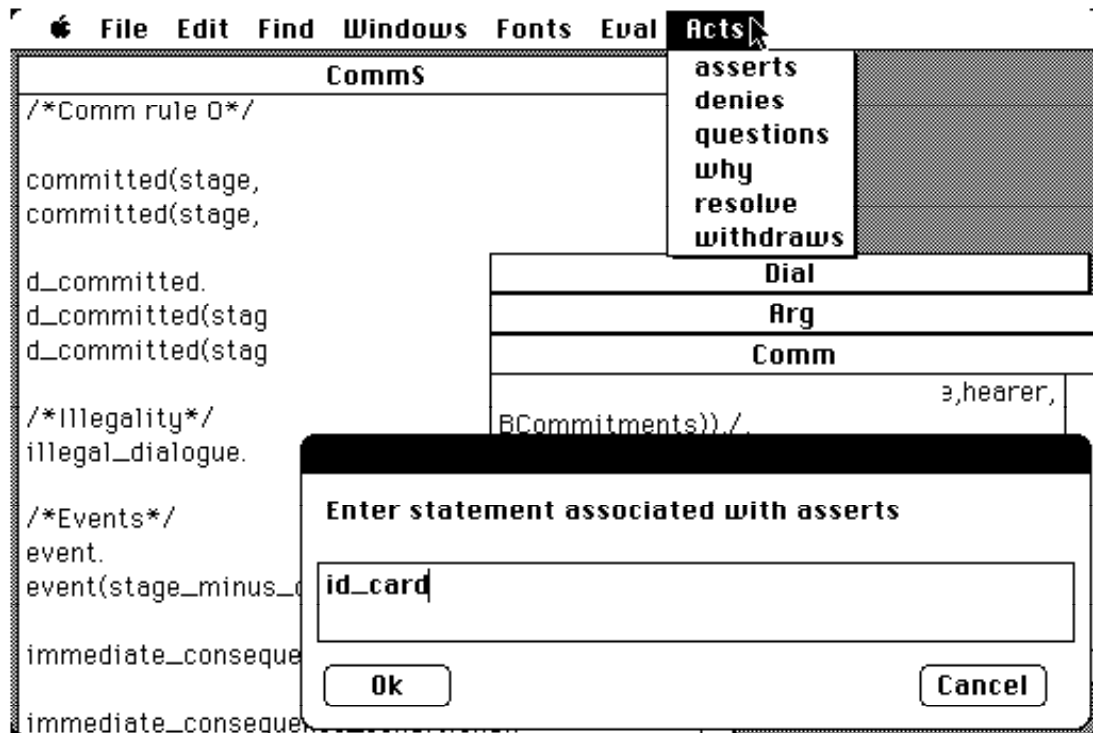 File Edit Find Windows Fonts Eval Acts
asserts
denies
questions
why
resolve
withdraws
CommS
/*Comm rule 0*/
committed(stage,
committed(stage,
d_committed.
d_committed(stag
d_committed(stag
/*Illegality*/
illegal_dialogue.
/*Events*/
event.
event(stage_minus_
immediate_conseque
immediate_conseque
Dial
Arg
Comm
e,hearer,
BCommitments))./.
Enter statement associated with asserts
id_card
Ok
Cancel